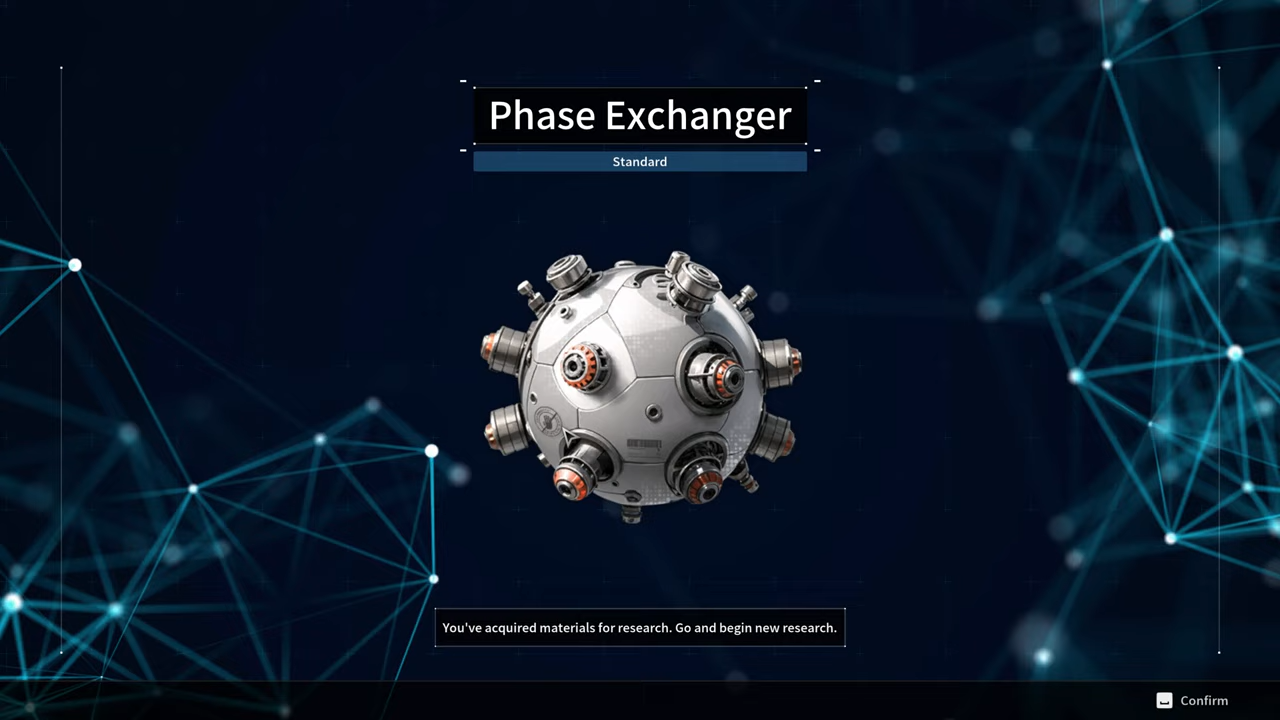 Phase Exchanger
Standard
You've acquired materials for research. Go and begin new research.
Confirm